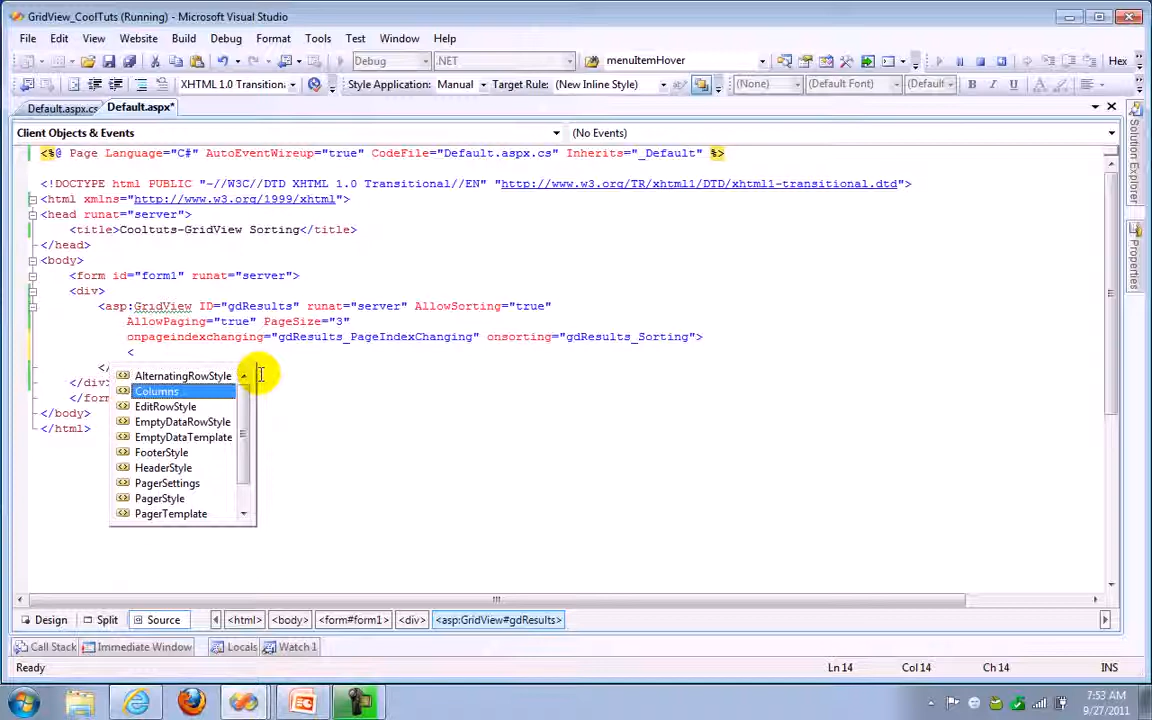 GridView_CoolTuts (Running) - Microsoft Visual Studio
File Edit View Website Build Debug Format Tools Test Window Help
Debug .NET menuItemHover Hex
XHTML 1.0 Transition Style Application: Manual Target Rule: (New Inline Style) (None) (Default Font) (Default B I U A
Default.aspx.cs Default.aspx*
Client Objects & Events (No Events)
<%@ Page Language="C#" AutoEventWireup="true" CodeFile="Default.aspx.cs" Inherits="_Default" %>
<!DOCTYPE html PUBLIC "-//W3C//DTD XHTML 1.0 Transitional//EN" "http://www.w3.org/TR/xhtml1/DTD/xhtml1-transitional.dtd">
<html xmlns="http://www.w3.org/1999/xhtml">
<head runat="server">
<title>Cooltuts-GridView Sorting</title>
</head>
<body>
<form id="form1" runat="server">
<div>
<asp:GridView ID="gdResults" runat="server" AllowSorting="true"
AllowPaging="true" PageSize="3"
onpageindexchanging="gdResults_PageIndexChanging" onsorting="gdResults_Sorting">
<
</
</div>
</form
</body>
</html>
AlternatingRowStyle
Columns
EditRowStyle
EmptyDataRowStyle
EmptyDataTemplate
FooterStyle
HeaderStyle
PagerSettings
PagerStyle
PagerTemplate
Solution Explorer
Properties
Design Split Source <html> <body> <form#form1> <div> <asp:GridView#gdResults>
Call Stack Immediate Window Locals Watch 1
Ready Ln 14 Col 14 Ch 14 INS
7:53 AM
9/27/2011